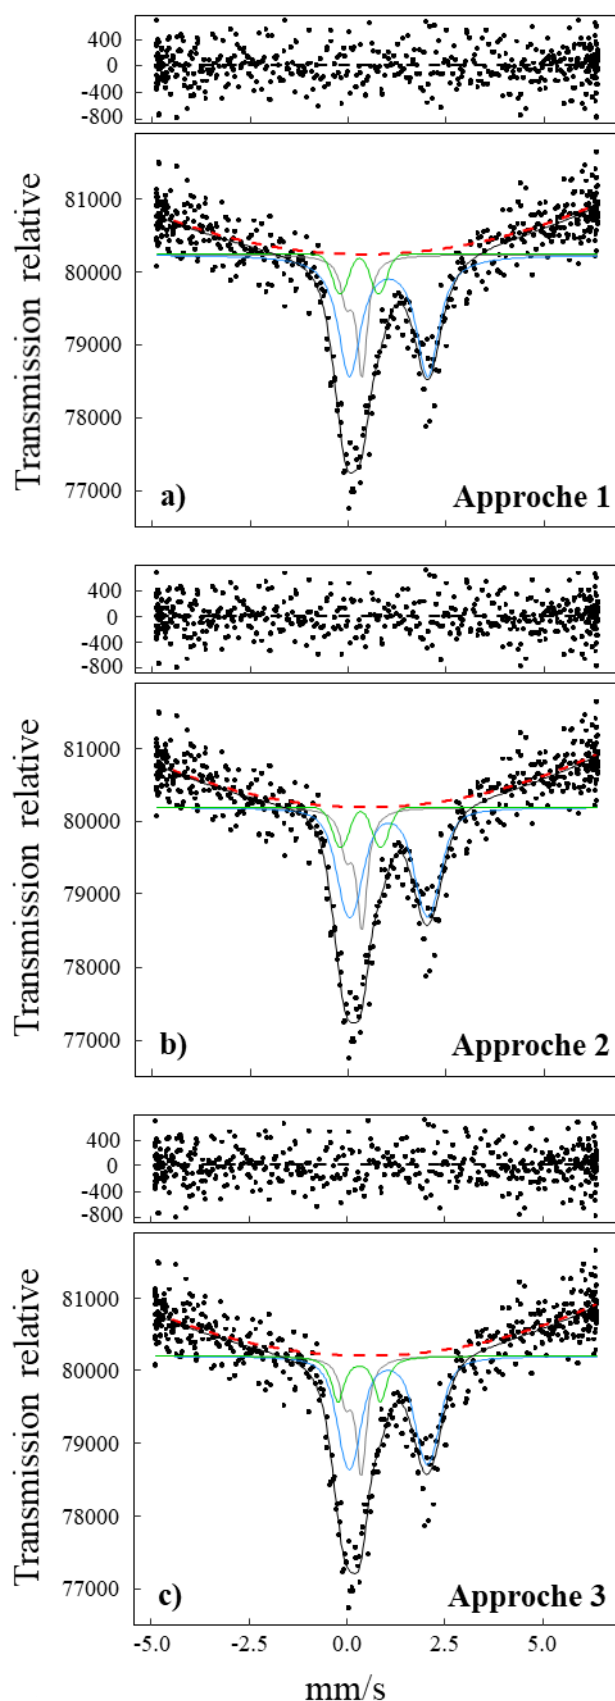 400
0
-400
-800
81000
80000
79000
78000
77000
Transmission relative
a)
Approche 1
400
0
-400
-800
81000
80000
79000
78000
77000
Transmission relative
b)
Approche 2
400
0
-400
-800
81000
80000
79000
78000
77000
Transmission relative
c)
Approche 3
-5.0 -2.5 0.0 2.5 5.0
mm/s